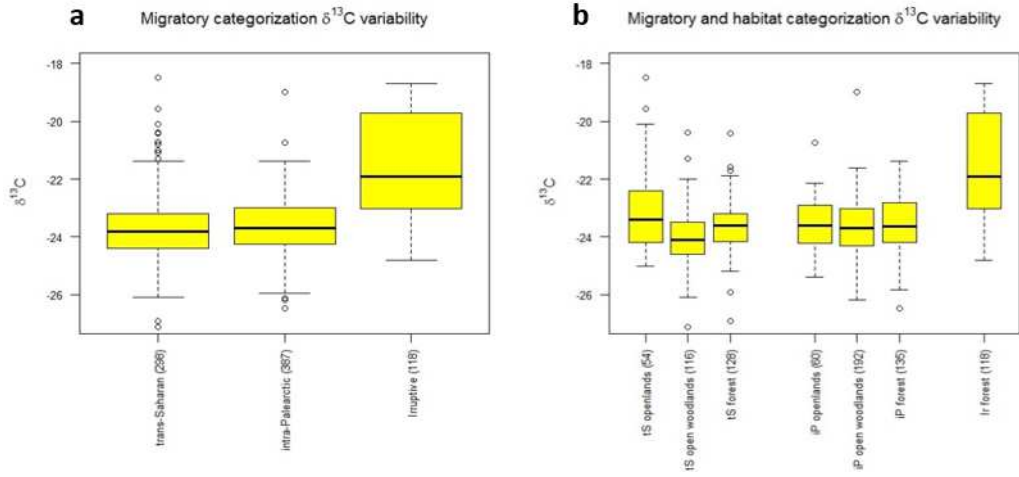 a
Migratory categorization δ¹³C variability
-18
-20
-22
-24
-26
δ¹³C
trans-Saharan (298)
intra-Palearctic (387)
Irruptive (118)
b
Migratory and habitat categorization δ¹³C variability
-18
-20
-22
-24
-26
δ¹³C
tS openlands (54)
tS open woodlands (116)
tS forest (128)
iP openlands (60)
iP open woodlands (192)
iP forest (135)
Ir forest (118)